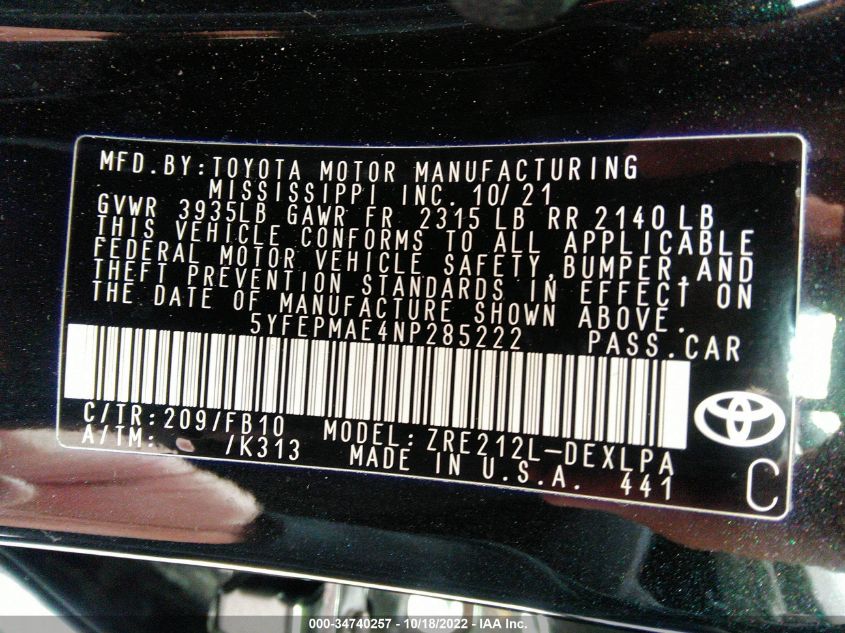 MFD.BY:TOYOTA MOTOR MANUFACTURING
MISSISSIPPI INC. 10/21
GVWR 3935LB GAWR FR 2315 LB RR 2140 LB
THIS VEHICLE CONFORMS TO ALL APPLICABLE
FEDERAL MOTOR VEHICLE SAFETY,BUMPER,AND
THEFT PREVENTION STANDARDS IN EFFECT ON
THE DATE OF MANUFACTURE SHOWN ABOVE.
5YFEPMAE4NP285222 PASS.CAR
C/TR:209/FB10 MODEL:ZRE212L-DEXLPA
A/TM: /K313 MADE IN U.S.A. 441
C
000-34740257 - 10/18/2022 - IAA Inc.